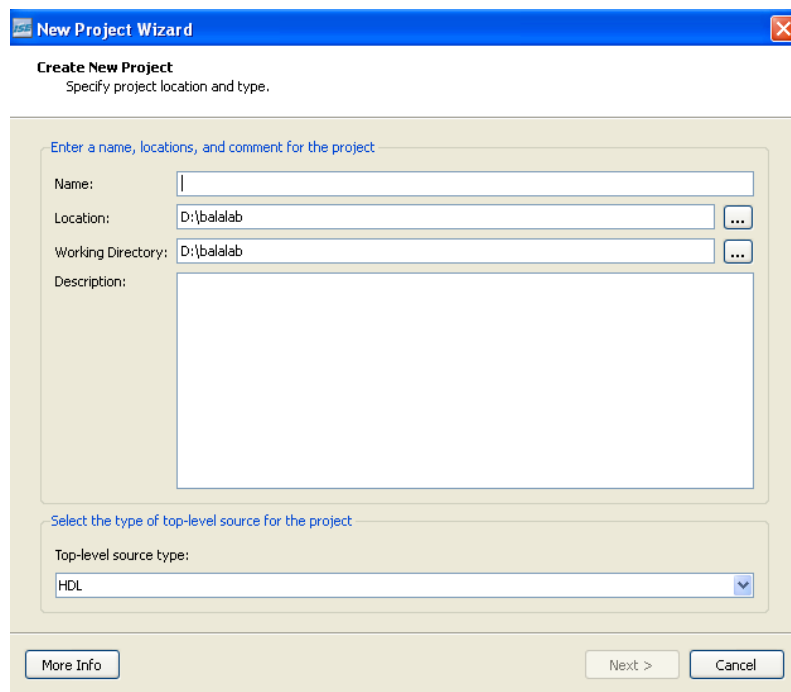 ISE New Project Wizard
Create New Project
Specify project location and type.
Enter a name, locations, and comment for the project
Name:
Location: D:\balalab ...
Working Directory: D:\balalab ...
Description:
Select the type of top-level source for the project
Top-level source type:
HDL
More Info Next > Cancel